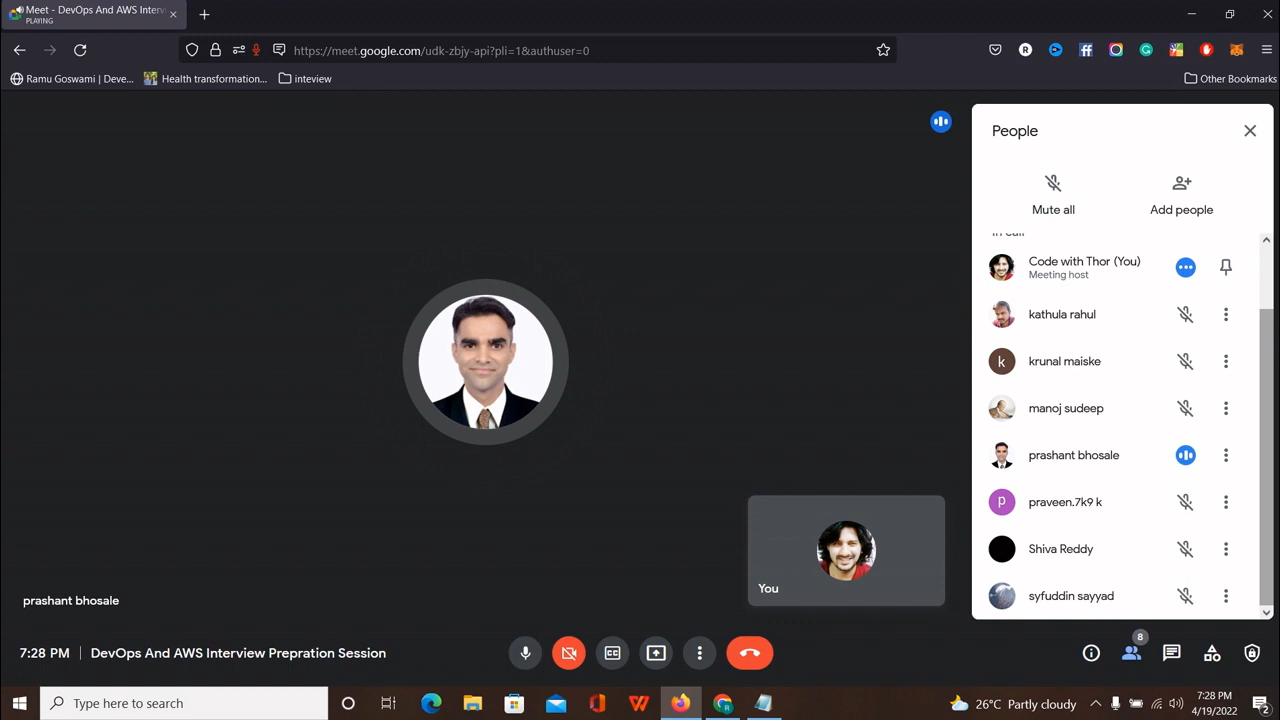 Meet - DevOps And AWS Interv
PLAYING
https://meet.google.com/udk-zbjy-api?pli=1&authuser=0
Ramu Goswami | Deve...
Health transformation...
inteview
Other Bookmarks
People
Mute all
Add people
In call
Code with Thor (You)
Meeting host
kathula rahul
k
krunal maiske
manoj sudeep
prashant bhosale
p
praveen.7k9 k
Shiva Reddy
syfuddin sayyad
You
prashant bhosale
7:28 PM | DevOps And AWS Interview Prepration Session
8
Type here to search
26°C Partly cloudy
7:28 PM
4/19/2022
2